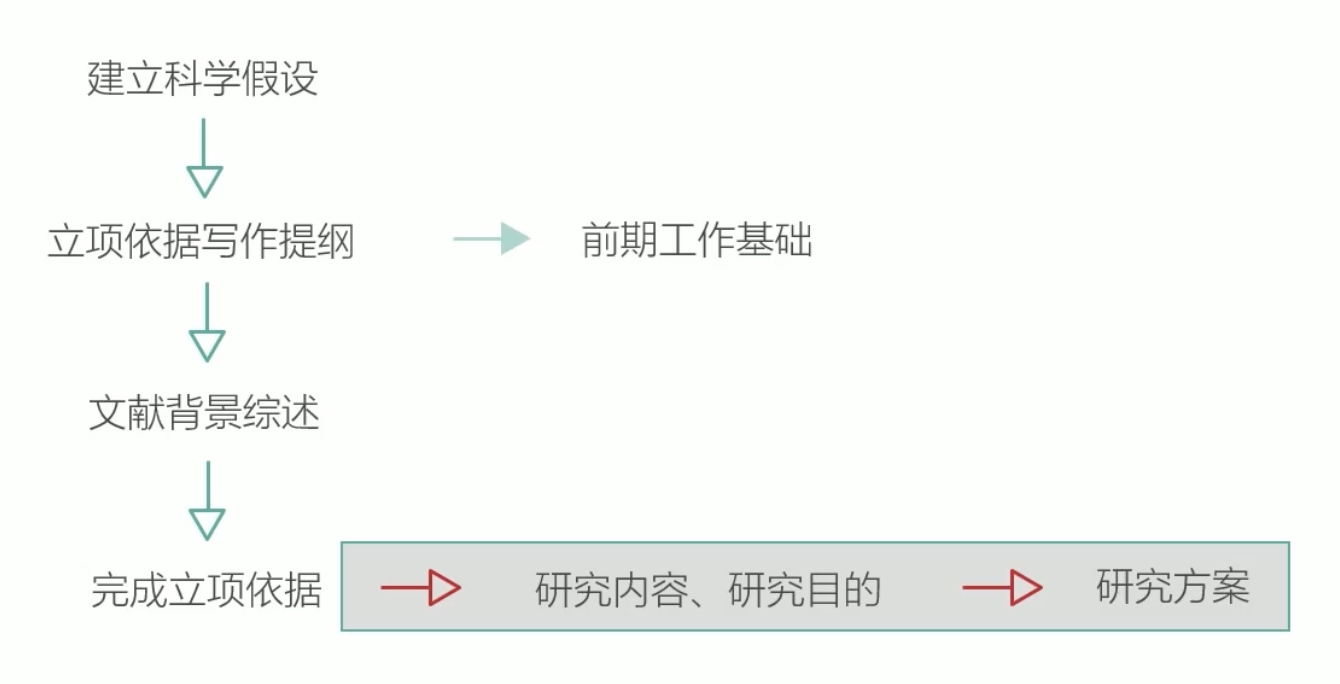 建立科学假设
立项依据写作提纲
前期工作基础
文献背景综述
完成立项依据
研究内容、研究目的
研究方案